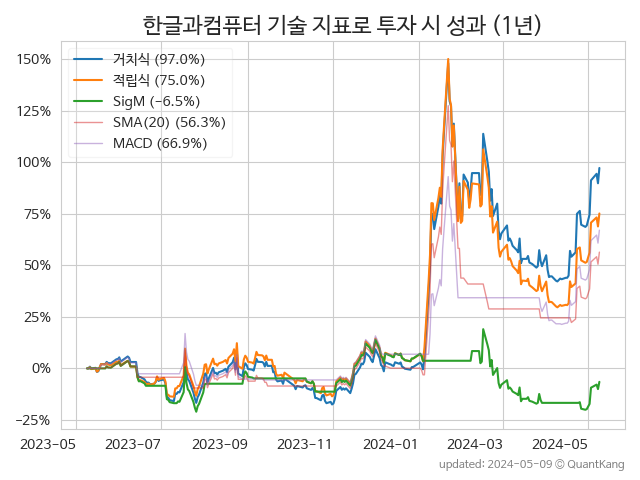 한글과컴퓨터 기술 지표로 투자 시 성과 (1년)
거치식 (97.0%)
적립식 (75.0%)
SigM (−6.5%)
SMA(20) (56.3%)
MACD (66.9%)
150%
125%
100%
75%
50%
25%
0%
−25%
2023-05 2023-07 2023-09 2023-11 2024-01 2024-03 2024-05
updated: 2024-05-09 © QuantKang